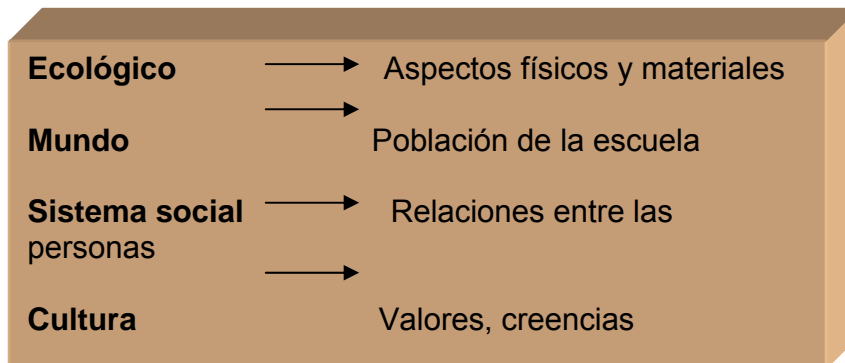 Ecológico Aspectos físicos y materiales
Mundo Población de la escuela
Sistema social Relaciones entre las
personas
Cultura Valores, creencias